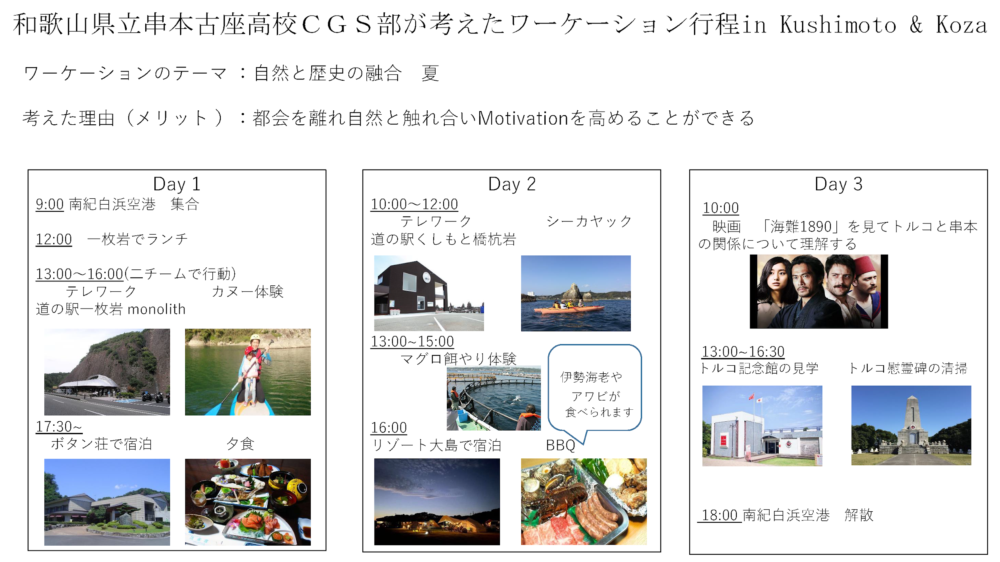 和歌山県立串本古座高校ＣＧＳ部が考えたワーケーション行程in Kushimoto & Koza
ワーケーションのテーマ ：自然と歴史の融合　夏
考えた理由（メリット）：都会を離れ自然と触れ合いMotivationを高めることができる
Day 1
9:00 南紀白浜空港　集合
12:00　一枚岩でランチ
13:00～16:00(二チームで行動)
テレワーク　カヌー体験
道の駅一枚岩 monolith
17:30~
ボタン荘で宿泊　夕食
Day 2
10:00～12:00
テレワーク　シーカヤック
道の駅くしもと橋杭岩
13:00~15:00
マグロ餌やり体験
伊勢海老や
アワビが
食べられます
16:00
リゾート大島で宿泊　BBQ
Day 3
10:00
映画　「海難1890」を見てトルコと串本
の関係について理解する
13:00~16:30
トルコ記念館の見学　トルコ慰霊碑の清掃
18:00 南紀白浜空港　解散